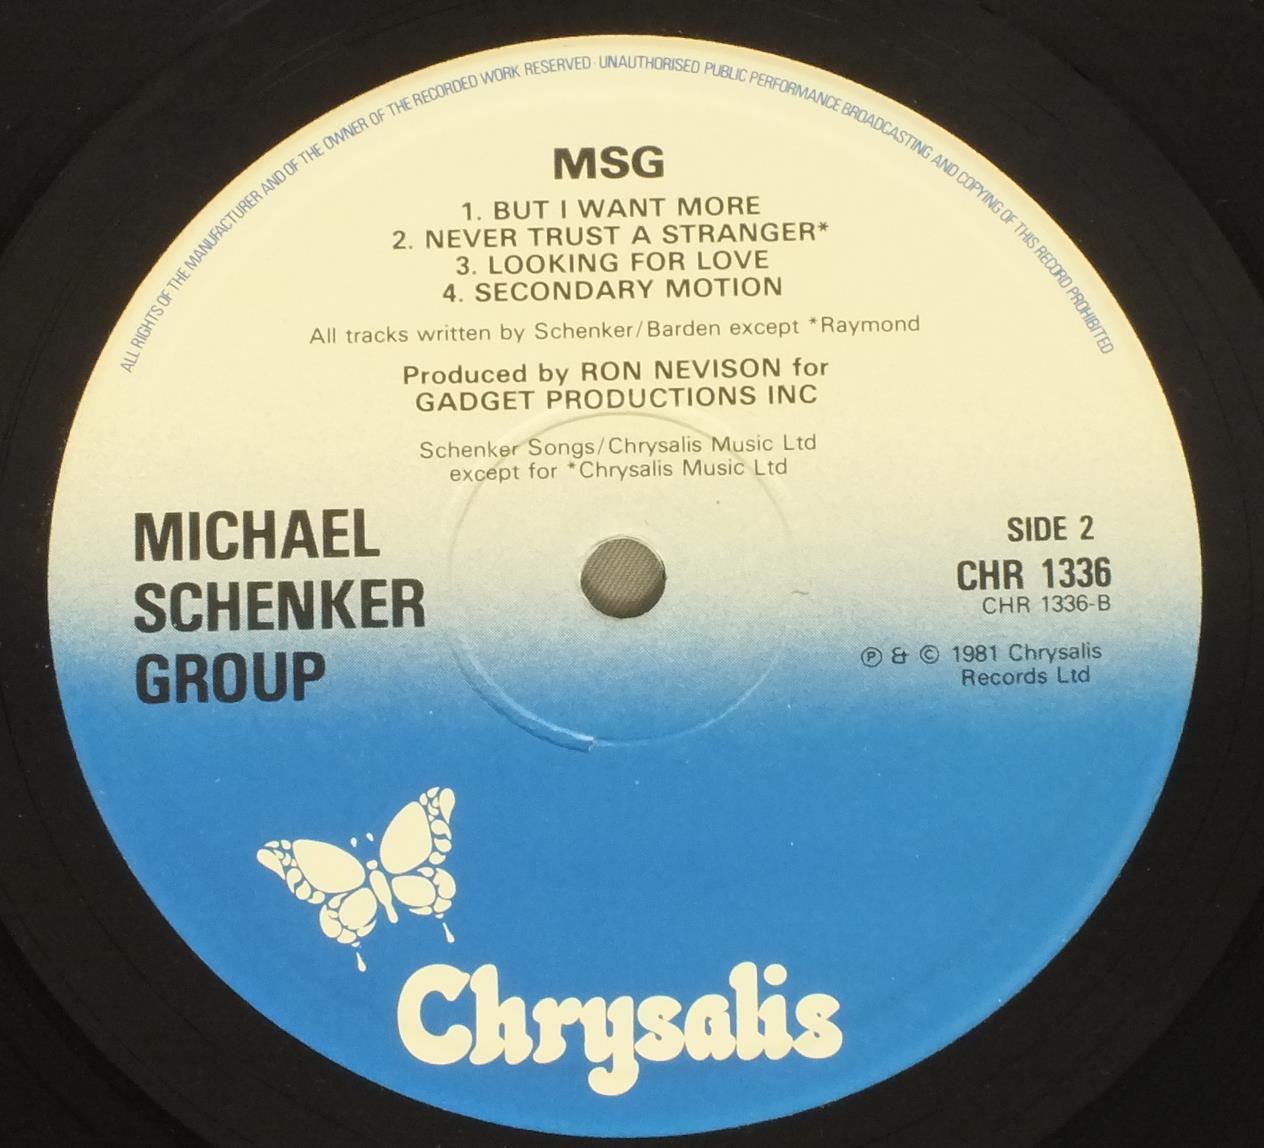 ALL RIGHTS OF THE MANUFACTURER AND OF THE OWNER OF THE RECORDED WORK RESERVED · UNAUTHORISED PUBLIC PERFORMANCE BROADCASTING AND COPYING OF THIS RECORD PROHIBITED
MSG
1. BUT I WANT MORE
2. NEVER TRUST A STRANGER*
3. LOOKING FOR LOVE
4. SECONDARY MOTION
All tracks written by Schenker/Barden except *Raymond
Produced by RON NEVISON for
GADGET PRODUCTIONS INC
Schenker Songs/Chrysalis Music Ltd
except for *Chrysalis Music Ltd
MICHAEL
SCHENKER
GROUP
SIDE 2
CHR 1336
CHR 1336-B
Ⓟ & © 1981 Chrysalis
Records Ltd
Chrysalis